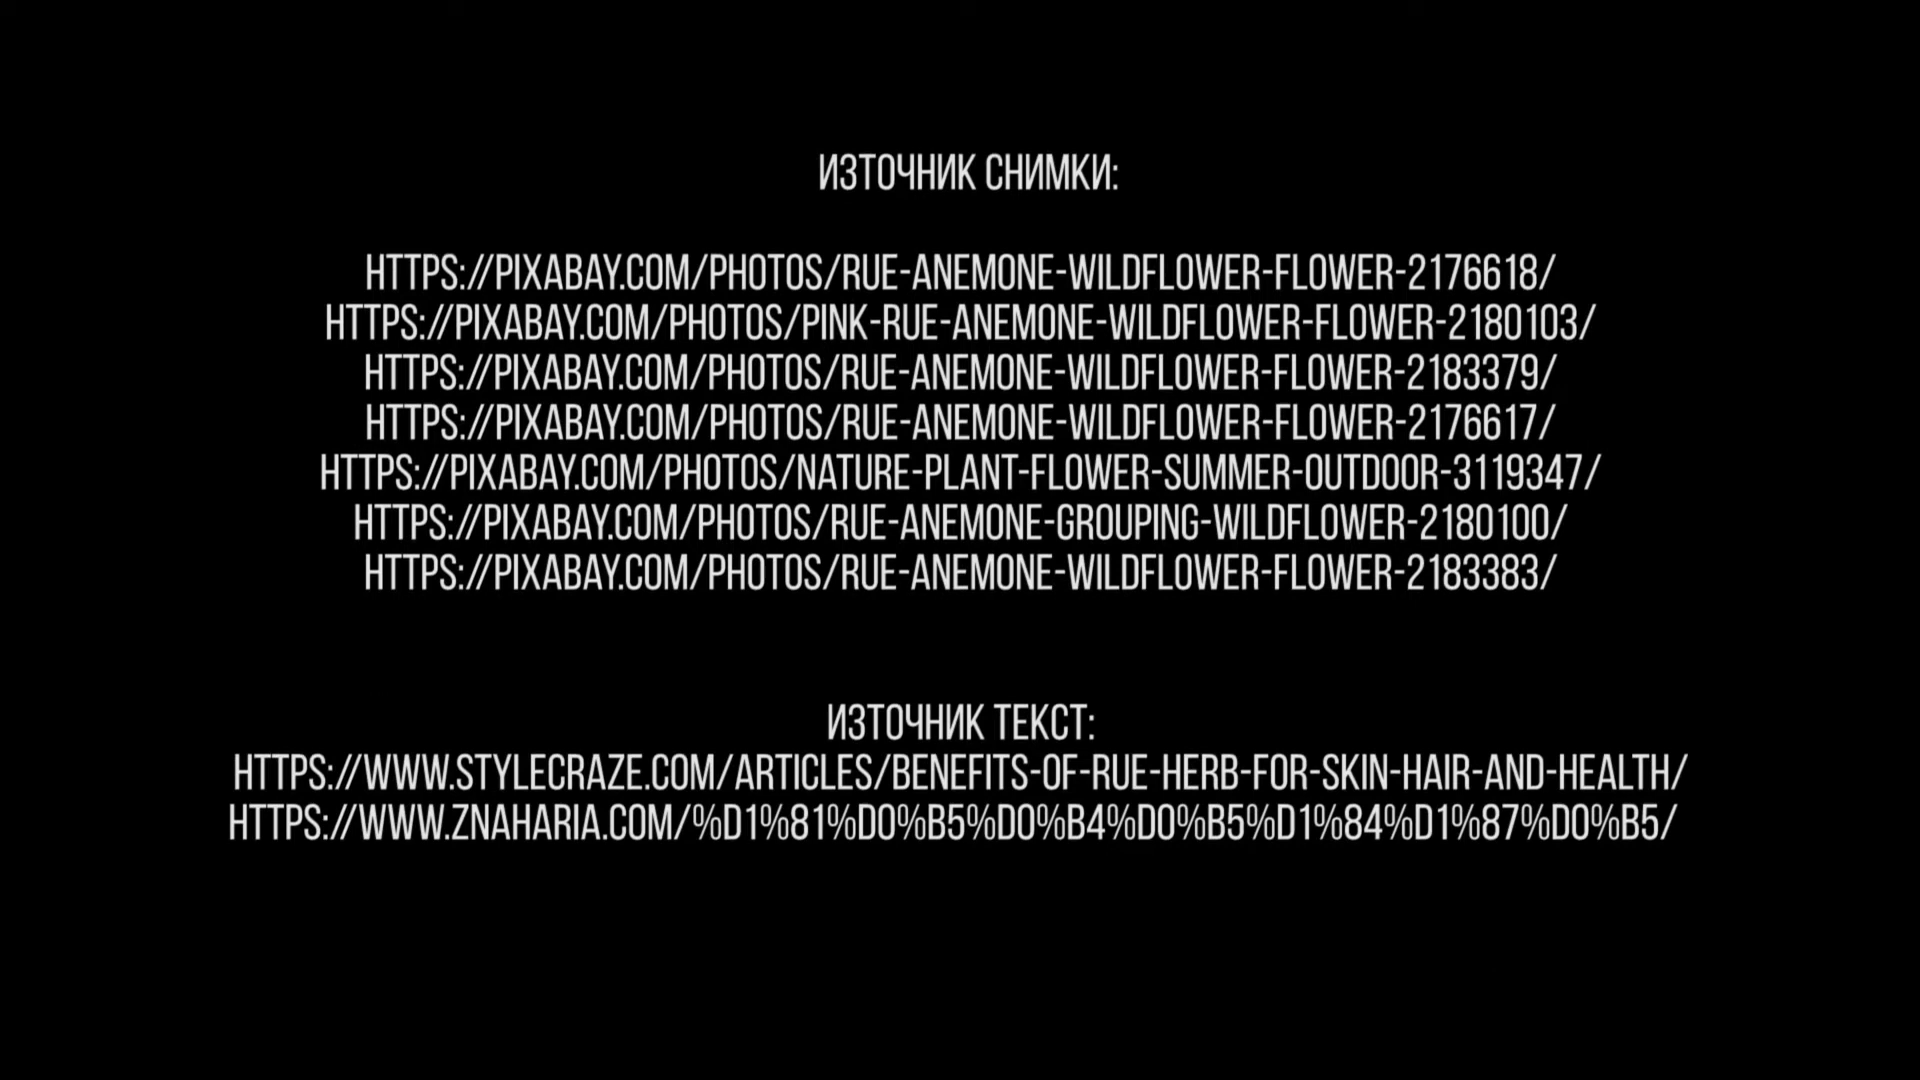 ИЗТОЧНИК СНИМКИ:
HTTPS://PIXABAY.COM/PHOTOS/RUE-ANEMONE-WILDFLOWER-FLOWER-2176618/
HTTPS://PIXABAY.COM/PHOTOS/PINK-RUE-ANEMONE-WILDFLOWER-FLOWER-2180103/
HTTPS://PIXABAY.COM/PHOTOS/RUE-ANEMONE-WILDFLOWER-FLOWER-2183379/
HTTPS://PIXABAY.COM/PHOTOS/RUE-ANEMONE-WILDFLOWER-FLOWER-2176617/
HTTPS://PIXABAY.COM/PHOTOS/NATURE-PLANT-FLOWER-SUMMER-OUTDOOR-3119347/
HTTPS://PIXABAY.COM/PHOTOS/RUE-ANEMONE-GROUPING-WILDFLOWER-2180100/
HTTPS://PIXABAY.COM/PHOTOS/RUE-ANEMONE-WILDFLOWER-FLOWER-2183383/
ИЗТОЧНИК ТЕКСТ:
HTTPS://WWW.STYLECRAZE.COM/ARTICLES/BENEFITS-OF-RUE-HERB-FOR-SKIN-HAIR-AND-HEALTH/
HTTPS://WWW.ZNAHARIA.COM/%D1%81%D0%B5%D0%B4%D0%B5%D1%84%D1%87%D0%B5/